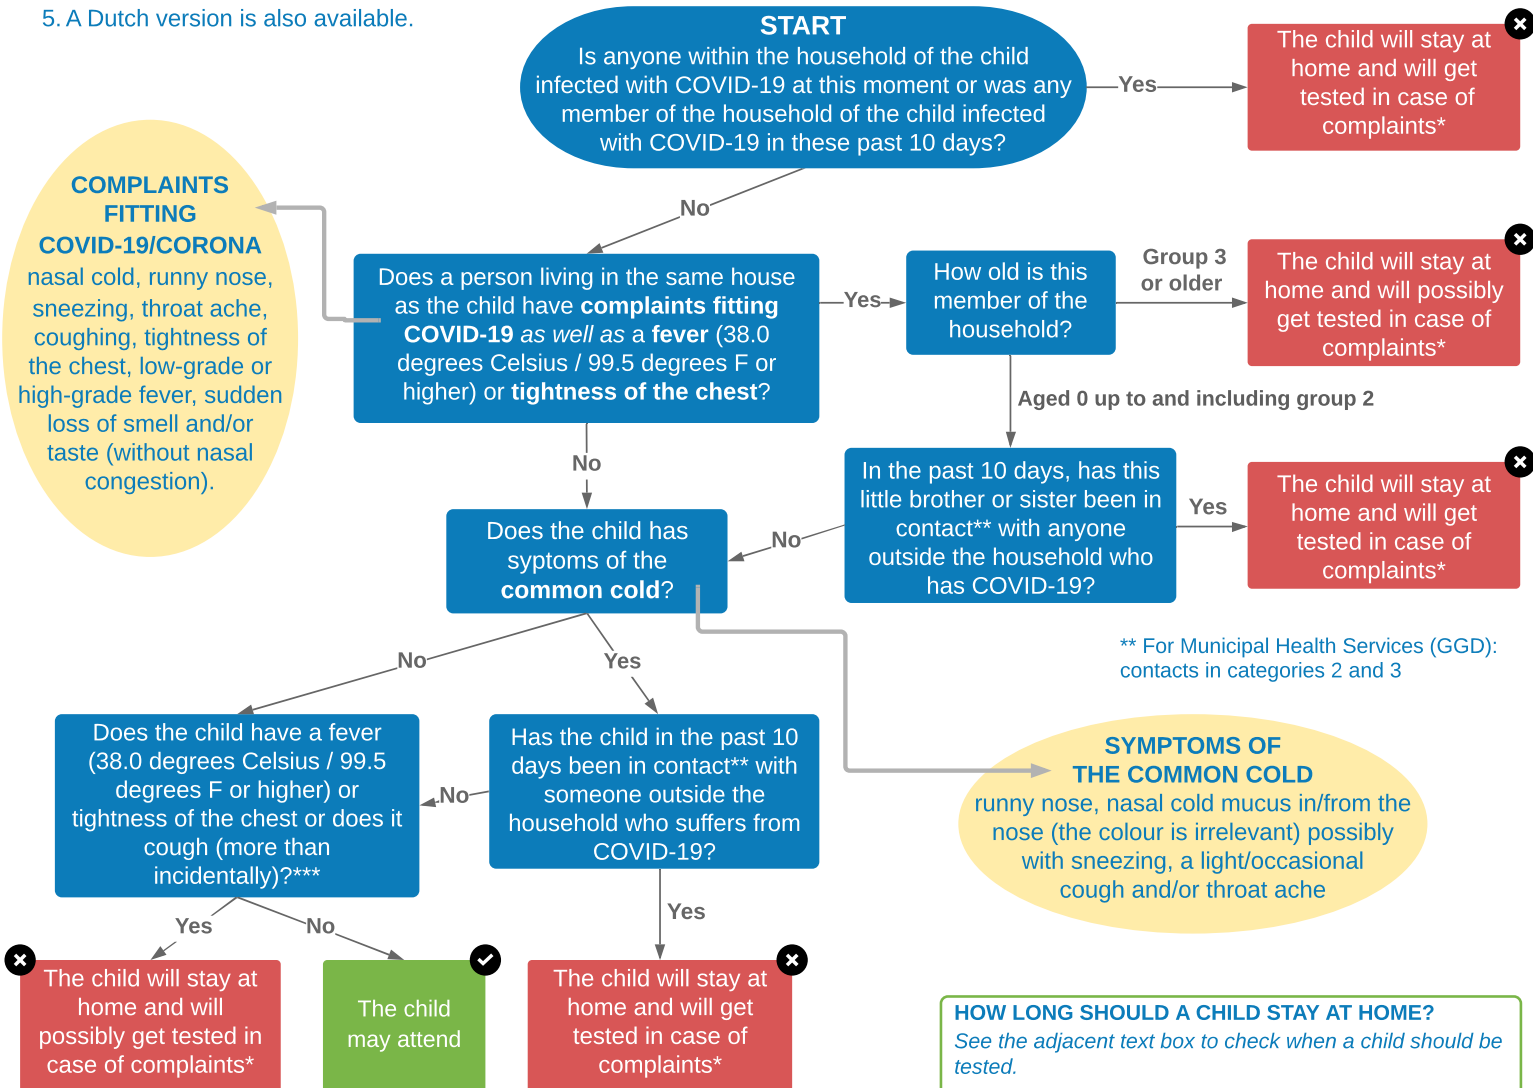 5. A Dutch version is also available.
START
Is anyone within the household of the child
infected with COVID-19 at this moment or was any
member of the household of the child infected
with COVID-19 in these past 10 days?
Yes
The child will stay at
home and will get
tested in case of
complaints*
No
COMPLAINTS
FITTING
COVID-19/CORONA
nasal cold, runny nose,
sneezing, throat ache,
coughing, tightness of
the chest, low-grade or
high-grade fever, sudden
loss of smell and/or
taste (without nasal
congestion).
Does a person living in the same house
as the child have complaints fitting
COVID-19 as well as a fever (38.0
degrees Celsius / 99.5 degrees F or
higher) or tightness of the chest?
Yes
How old is this
member of the
household?
Group 3
or older
The child will stay at
home and will possibly
get tested in case of
complaints*
Aged 0 up to and including group 2
No
In the past 10 days, has this
little brother or sister been in
contact** with anyone
outside the household who
has COVID-19?
Yes
The child will stay at
home and will get
tested in case of
complaints*
No
Does the child has
syptoms of the
common cold?
** For Municipal Health Services (GGD):
contacts in categories 2 and 3
No
Yes
Does the child have a fever
(38.0 degrees Celsius / 99.5
degrees F or higher) or
tightness of the chest or does it
cough (more than
incidentally)?***
No
Has the child in the past 10
days been in contact** with
someone outside the
household who suffers from
COVID-19?
SYMPTOMS OF
THE COMMON COLD
runny nose, nasal cold mucus in/from the
nose (the colour is irrelevant) possibly
with sneezing, a light/occasional
cough and/or throat ache
Yes
No
Yes
The child will stay at
home and will
possibly get tested in
case of complaints*
The child
may attend
The child will stay at
home and will get
tested in case of
complaints*
HOW LONG SHOULD A CHILD STAY AT HOME?
See the adjacent text box to check when a child should be
tested.